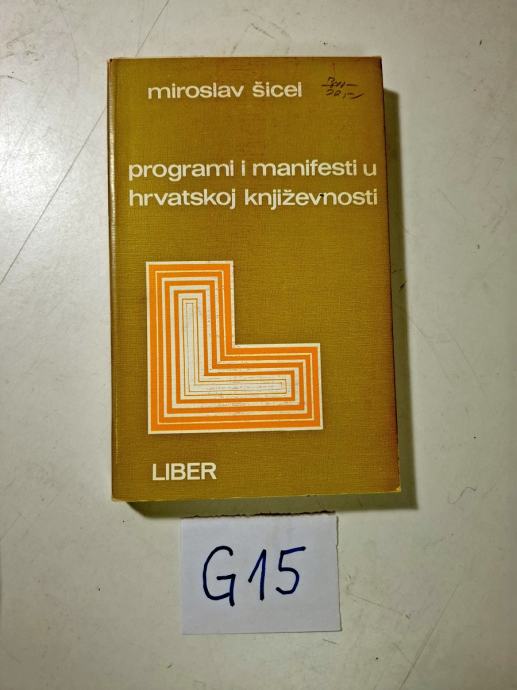 miroslav šicel
programi i manifesti u
hrvatskoj književnosti
LIBER
G15